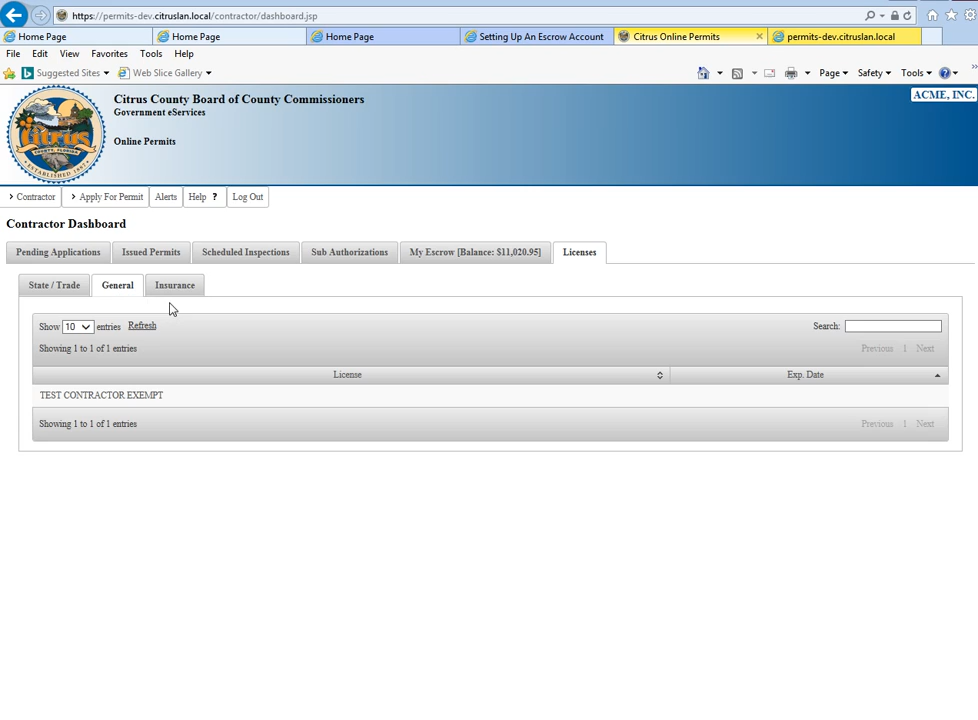 https://permits-dev.citruslan.local/contractor/dashboard.jsp
Home Page
Home Page
Home Page
Setting Up An Escrow Account
Citrus Online Permits
permits-dev.citruslan.local
File Edit View Favorites Tools Help
Suggested Sites Web Slice Gallery
Page Safety Tools
Citrus County Board of County Commissioners
ACME, INC.
Government eServices
Online Permits
Citrus
COUNTY, FLORIDA
ESTABLISHED 1887
Contractor Apply For Permit Alerts Help ? Log Out
Contractor Dashboard
Pending Applications Issued Permits Scheduled Inspections Sub Authorizations My Escrow [Balance: $11,020.95] Licenses
State / Trade General Insurance
Show 10 entries Refresh Search:
Showing 1 to 1 of 1 entries Previous 1 Next
License Exp. Date
TEST CONTRACTOR EXEMPT
Showing 1 to 1 of 1 entries Previous 1 Next